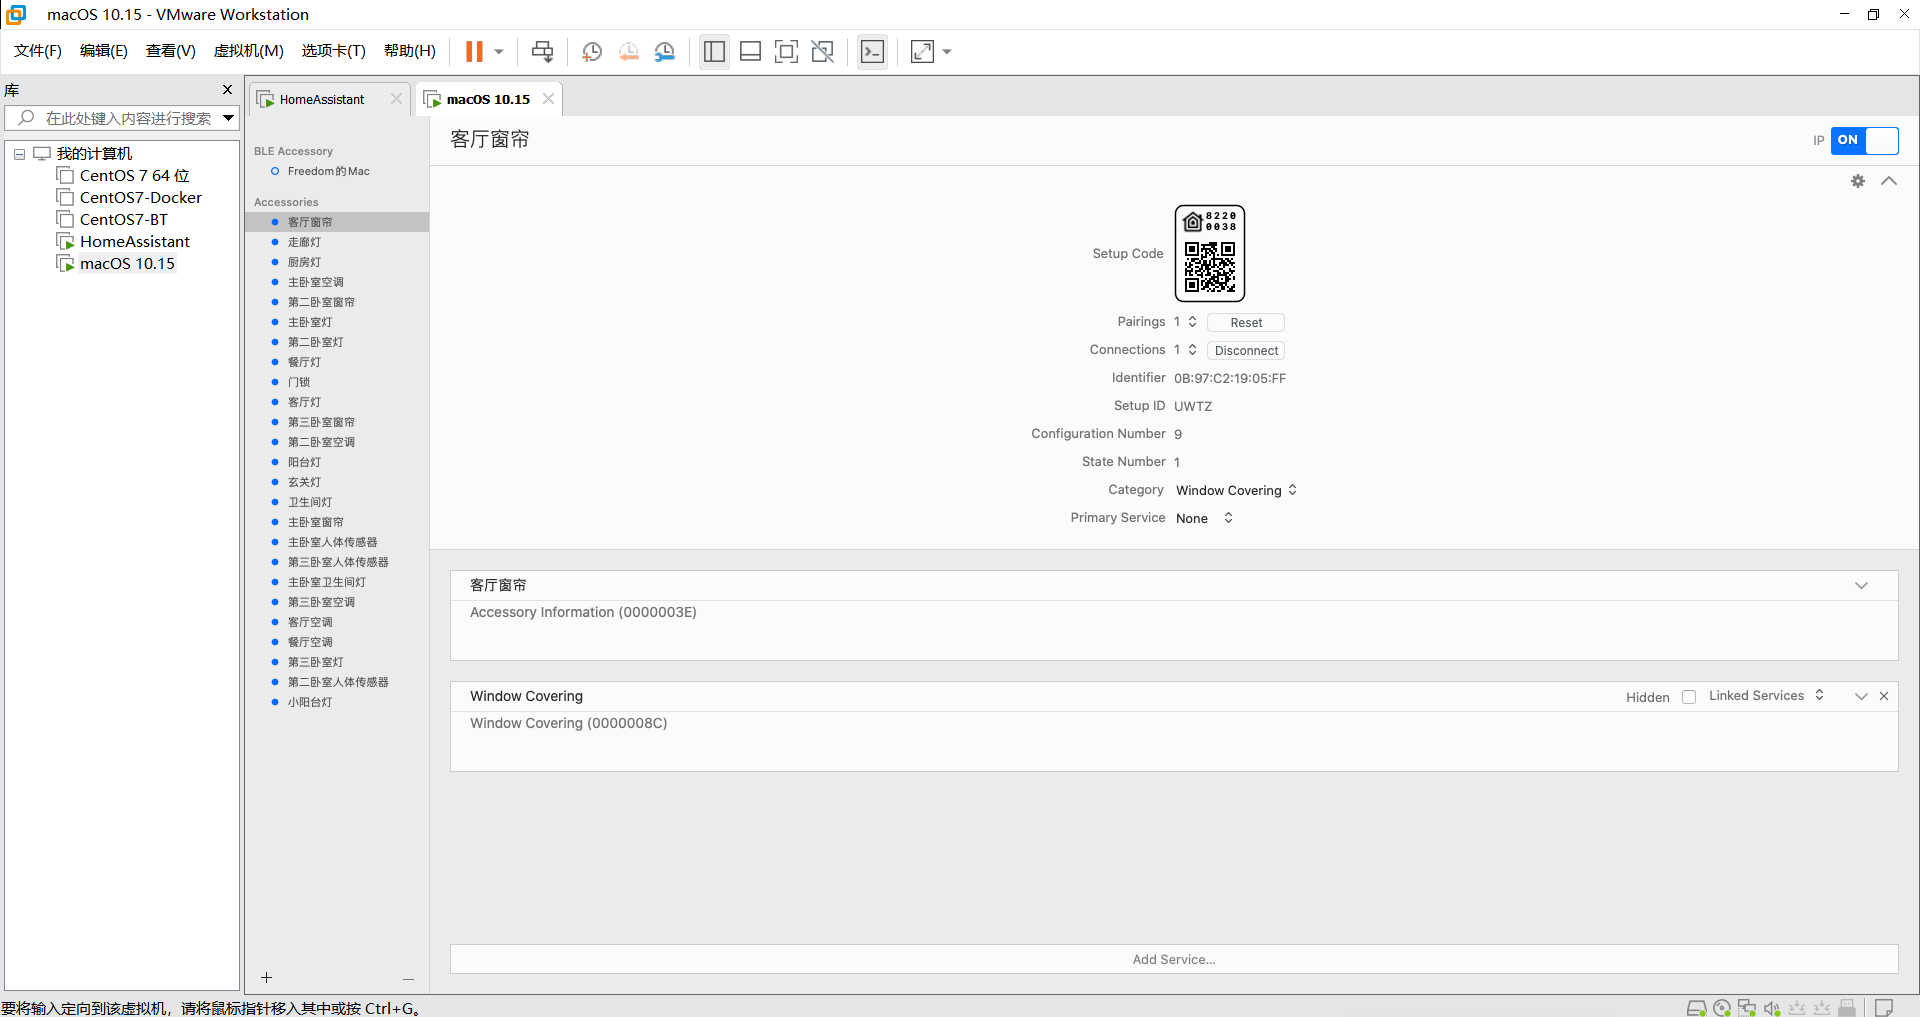 macOS 10.15 - VMware Workstation
文件(F) 编辑(E) 查看(V) 虚拟机(M) 选项卡(T) 帮助(H)
库
在此处键入内容进行搜索
我的计算机
CentOS 7 64 位
CentOS7-Docker
CentOS7-BT
HomeAssistant
macOS 10.15
HomeAssistant
macOS 10.15
BLE Accessory
Freedom的Mac
Accessories
客厅窗帘
走廊灯
厨房灯
主卧室空调
第二卧室窗帘
主卧室灯
第二卧室灯
餐厅灯
门锁
客厅灯
第三卧室窗帘
第二卧室空调
阳台灯
玄关灯
卫生间灯
主卧室窗帘
主卧室人体传感器
第三卧室人体传感器
主卧室卫生间灯
第三卧室空调
客厅空调
餐厅空调
第三卧室灯
第二卧室人体传感器
小阳台灯
客厅窗帘
IP ON
Setup Code
8220
0038
Pairings 1 Reset
Connections 1 Disconnect
Identifier 0B:97:C2:19:05:FF
Setup ID UWTZ
Configuration Number 9
State Number 1
Category Window Covering
Primary Service None
客厅窗帘
Accessory Information (0000003E)
Window Covering Hidden Linked Services
Window Covering (0000008C)
Add Service...
要将输入定向到该虚拟机，请将鼠标指针移入其中或按 Ctrl+G。